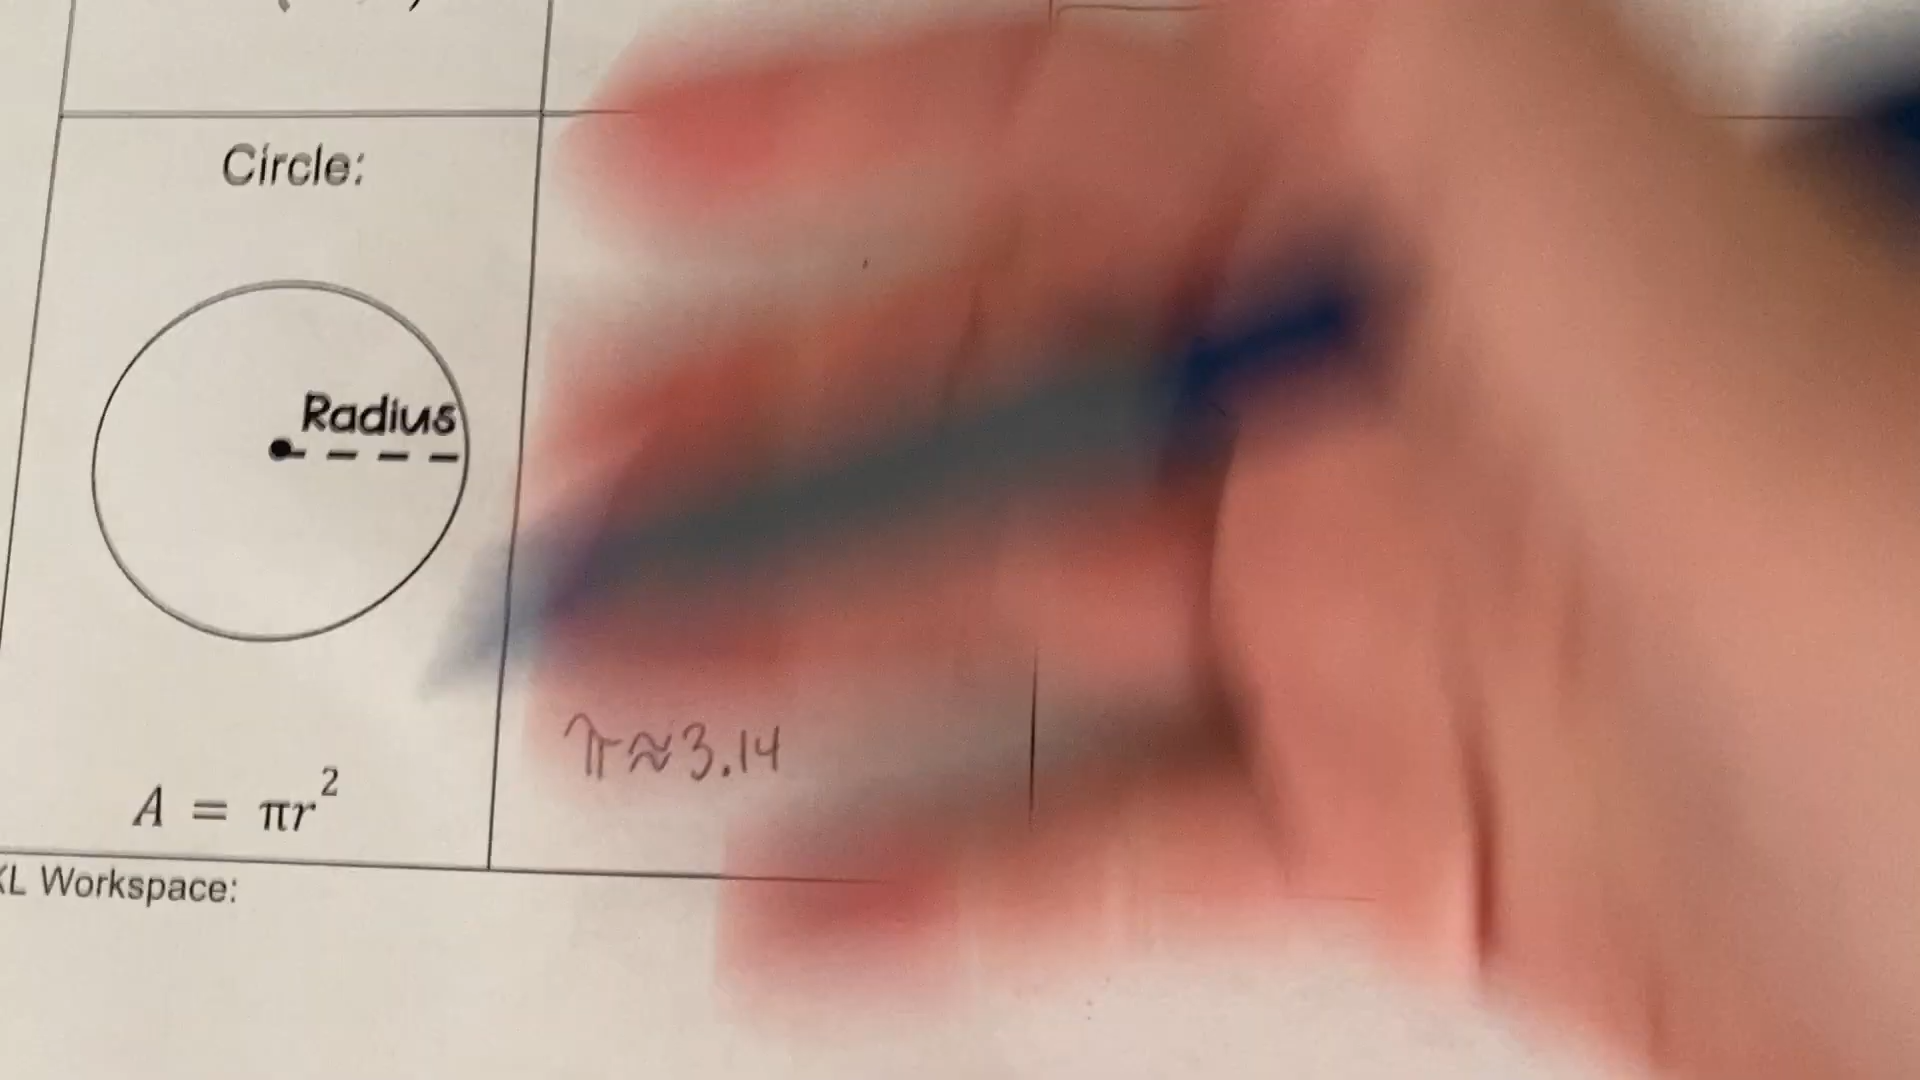 Circle:
Radius
π≈3.14
A = πr²
L Workspace: